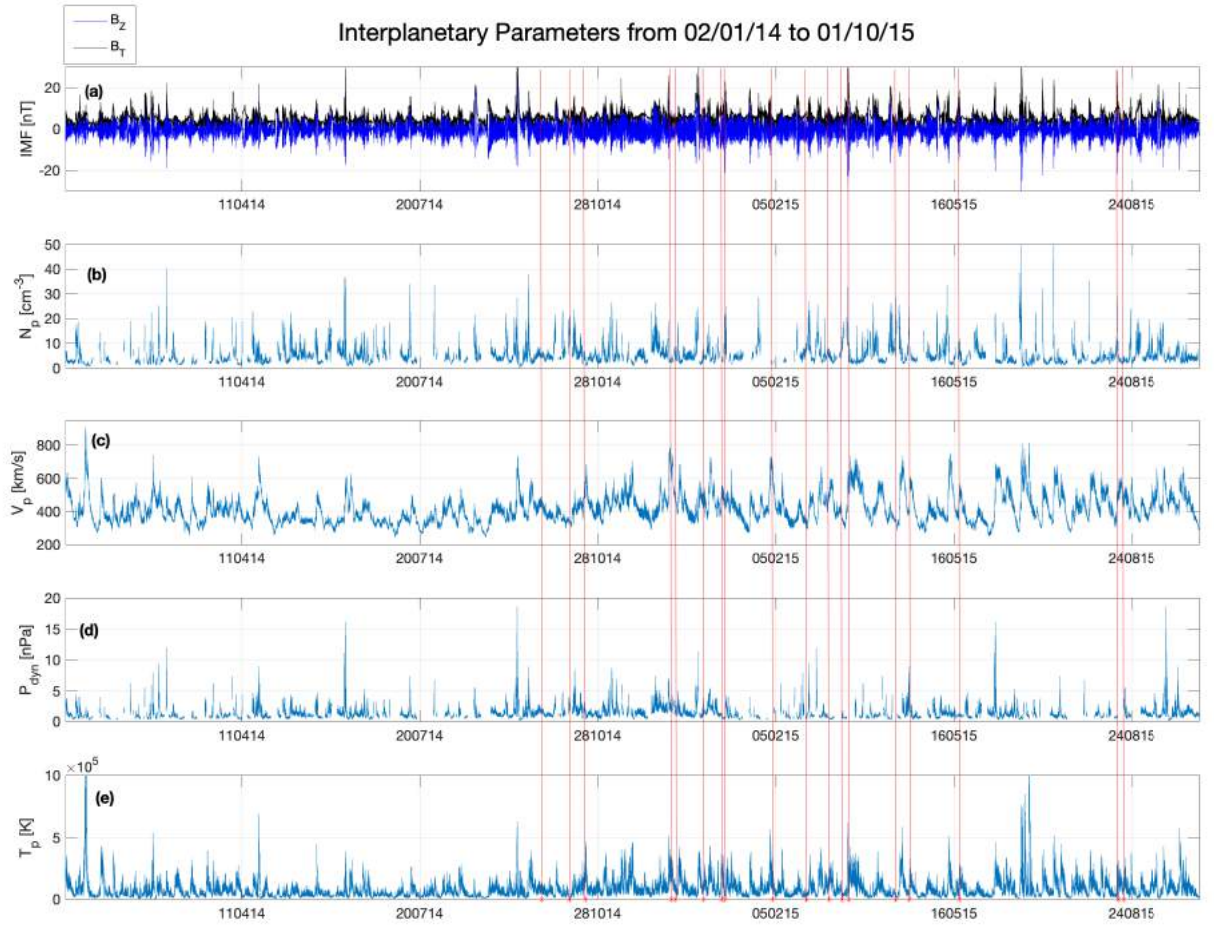 B_Z
B_T
Interplanetary Parameters from 02/01/14 to 01/10/15
(a)
IMF [nT]
20
0
-20
110414 200714 281014 050215 160515 240815
(b)
N_p [cm^-3]
50
40
30
20
10
0
110414 200714 281014 050215 160515 240815
(c)
V_p [km/s]
800
600
400
200
110414 200714 281014 050215 160515 240815
(d)
P_dyn [nPa]
20
15
10
5
0
110414 200714 281014 050215 160515 240815
×10^5
(e)
T_p [K]
10
5
0
110414 200714 281014 050215 160515 240815